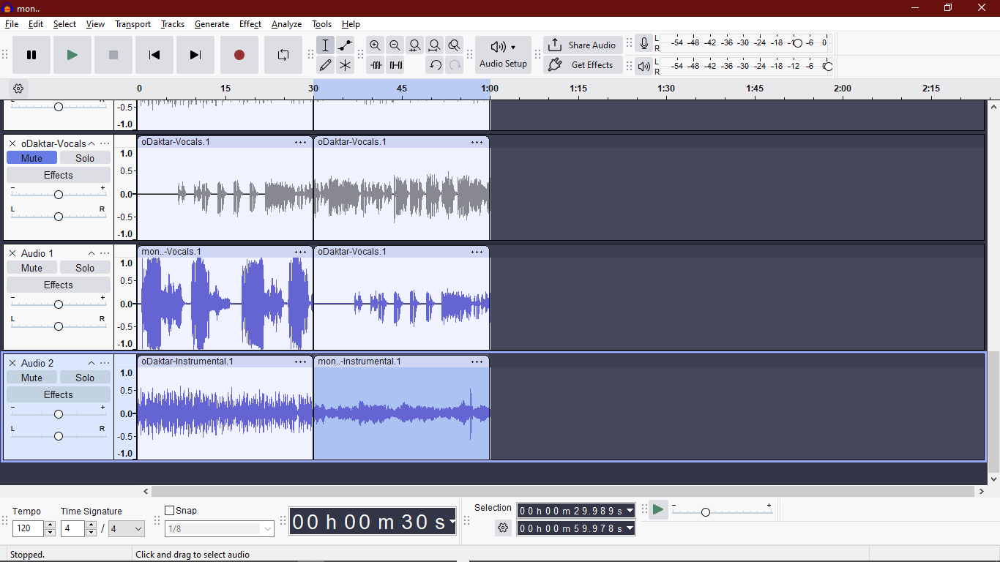 mon..
File Edit Select View Transport Tracks Generate Effect Analyze Tools Help
Audio Setup
Share Audio
Get Effects
L
R
-54 -48 -42 -36 -30 -24 -18 -12 -6 0
L
R
-54 -48 -42 -36 -30 -24 -18 -12 -6 0
0 15 30 45 1:00 1:15 1:30 1:45 2:00 2:15
-0.5
-1.0
oDaktar-Vocals
Mute Solo
Effects
- +
L R
1.0
0.5
0.0
-0.5
-1.0
oDaktar-Vocals.1
oDaktar-Vocals.1
Audio 1
Mute Solo
Effects
- +
L R
1.0
0.5
0.0
-0.5
-1.0
mon..-Vocals.1
oDaktar-Vocals.1
Audio 2
Mute Solo
Effects
- +
L R
1.0
0.5
0.0
-0.5
-1.0
oDaktar-Instrumental.1
mon..-Instrumental.1
Tempo
120
Time Signature
4 / 4
Snap
1/8
00 h 00 m 30 s
Selection
00 h 00 m 29.989 s
00 h 00 m 59.978 s
- +
Stopped.
Click and drag to select audio